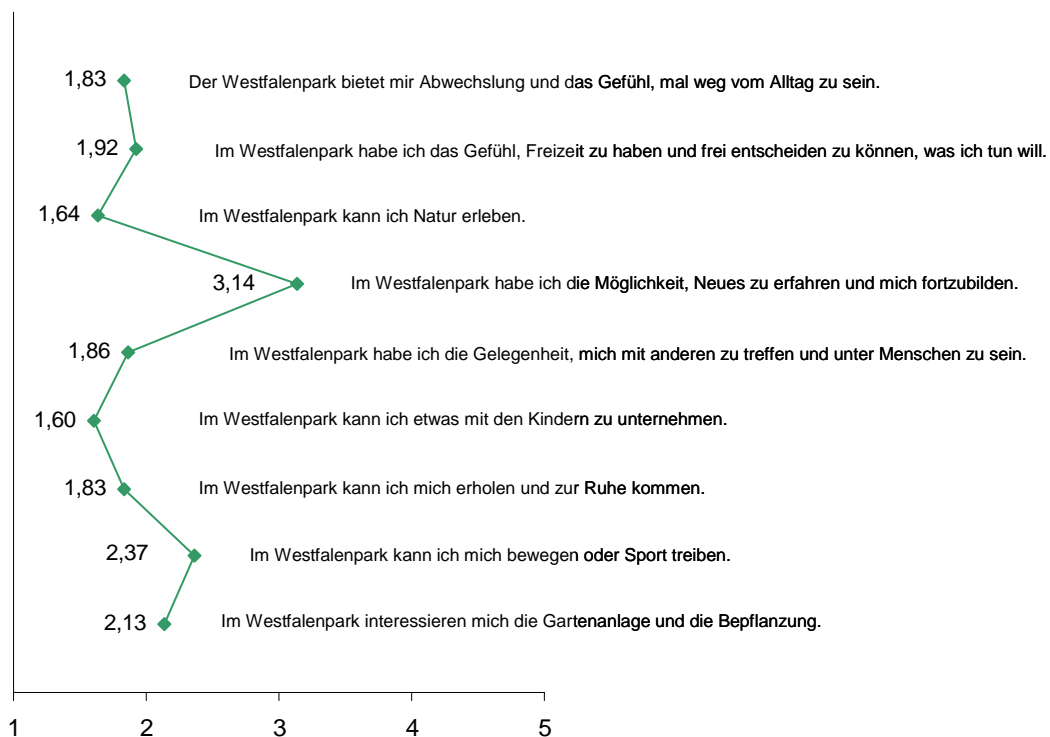 1,83 Der Westfalenpark bietet mir Abwechslung und das Gefühl, mal weg vom Alltag zu sein.
1,92 Im Westfalenpark habe ich das Gefühl, Freizeit zu haben und frei entscheiden zu können, was ich tun will.
1,64 Im Westfalenpark kann ich Natur erleben.
3,14 Im Westfalenpark habe ich die Möglichkeit, Neues zu erfahren und mich fortzubilden.
1,86 Im Westfalenpark habe ich die Gelegenheit, mich mit anderen zu treffen und unter Menschen zu sein.
1,60 Im Westfalenpark kann ich etwas mit den Kindern zu unternehmen.
1,83 Im Westfalenpark kann ich mich erholen und zur Ruhe kommen.
2,37 Im Westfalenpark kann ich mich bewegen oder Sport treiben.
2,13 Im Westfalenpark interessieren mich die Gartenanlage und die Bepflanzung.
1 2 3 4 5